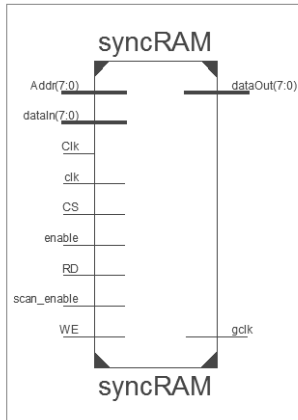 syncRAM
Addr(7:0) dataOut(7:0)
dataIn(7:0)
Clk
clk
CS
enable
RD
scan_enable
WE gclk
syncRAM